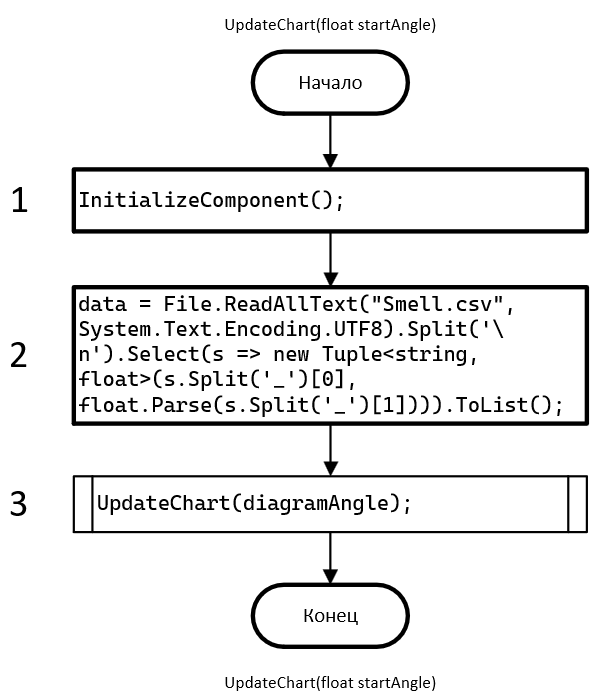 UpdateChart(float startAngle)
Начало
1
InitializeComponent();
2
data = File.ReadAllText("Smell.csv",
System.Text.Encoding.UTF8).Split('\
n').Select(s => new Tuple<string,
float>(s.Split('_')[0],
float.Parse(s.Split('_')[1]))).ToList();
3
UpdateChart(diagramAngle);
Конец
UpdateChart(float startAngle)